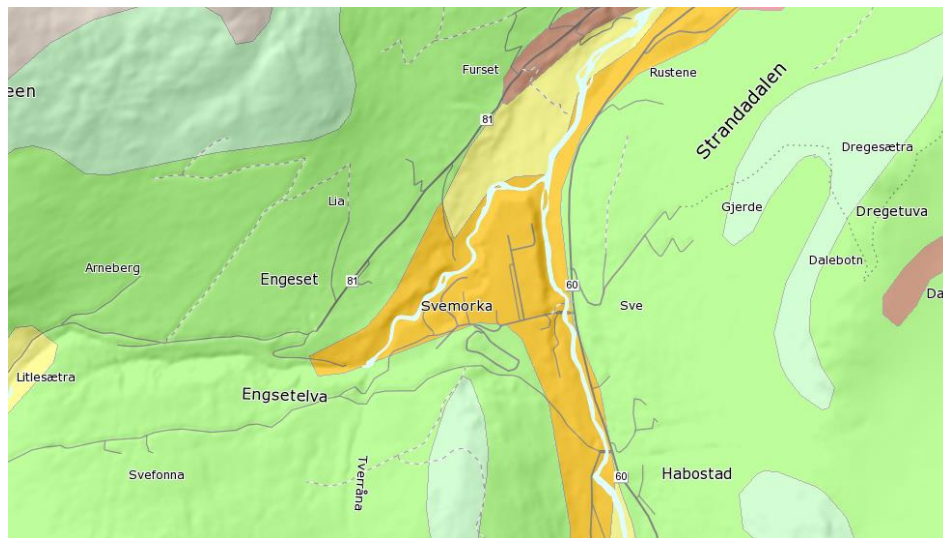 een
Furset
Rustene
81
Strandadalen
Dregesætra
Lia
Gjerde
Dregetuva
Arneberg
Engeset
81
Dalebotn
60
Svemorka
Sve
Da
Litlesætra
Engsetelva
Svefonna
Tverråna
Habostad
60